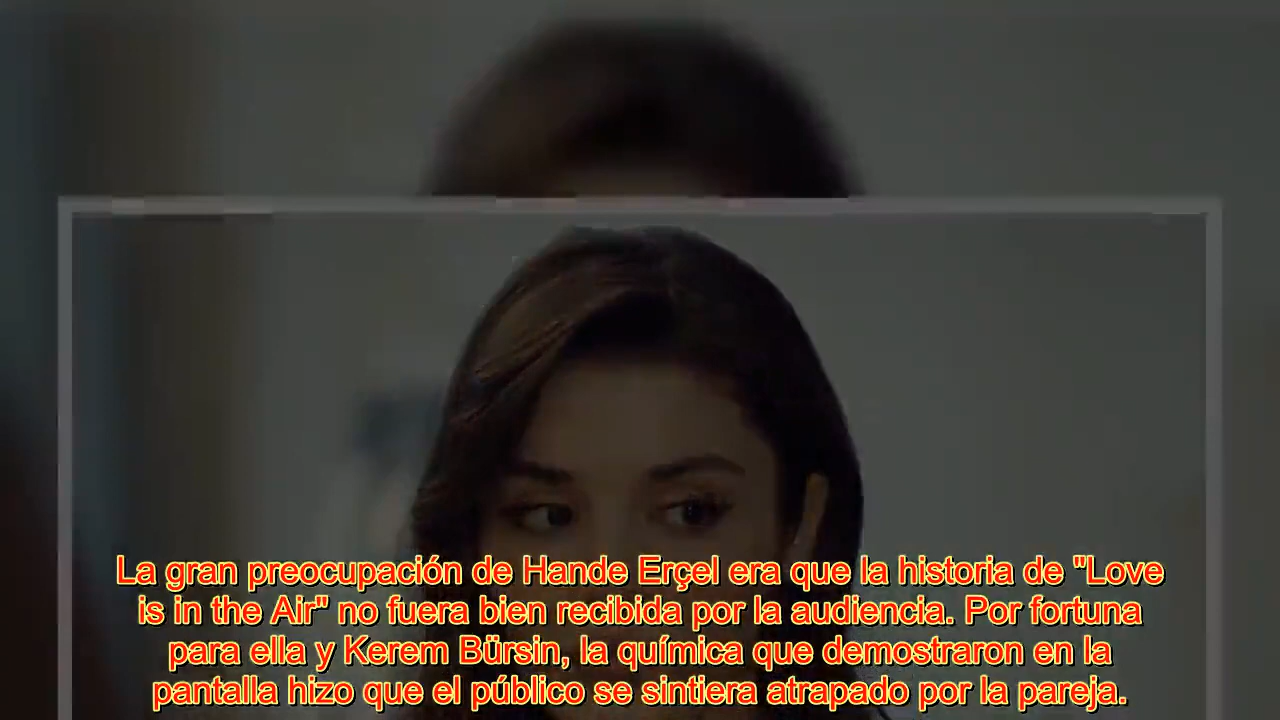 La gran preocupación de Hande Erçel era que la historia de "Love
is in the Air" no fuera bien recibida por la audiencia. Por fortuna
para ella y Kerem Bürsin, la química que demostraron en la
pantalla hizo que el público se sintiera atrapado por la pareja.